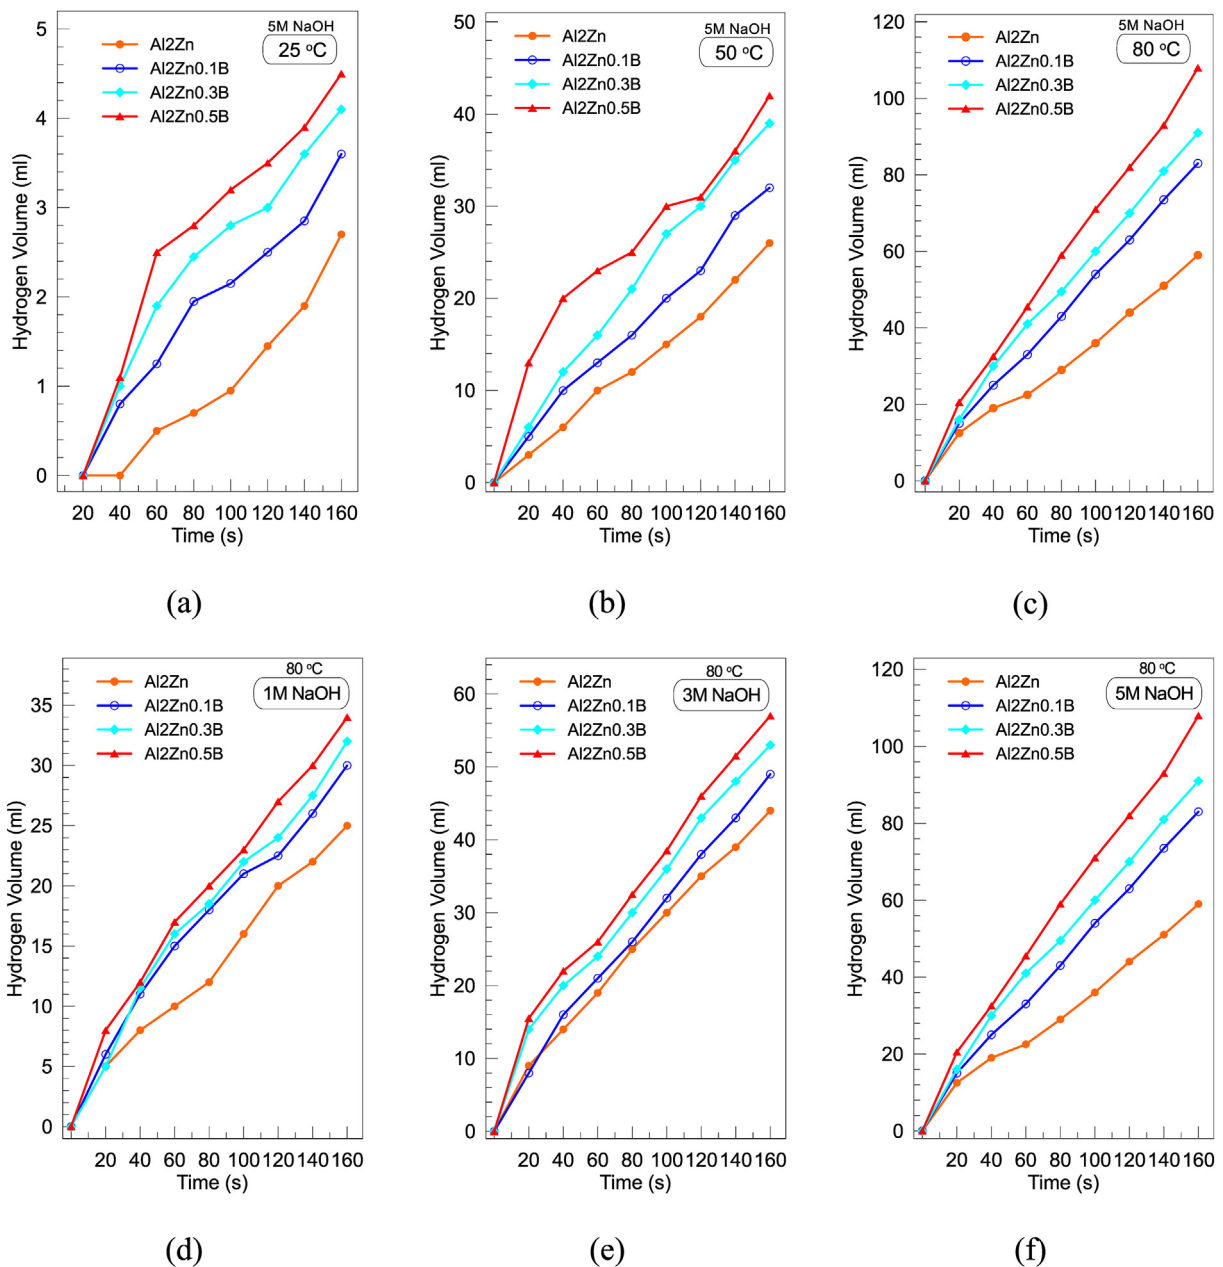 5M NaOH
25 °C
Al2Zn
Al2Zn0.1B
Al2Zn0.3B
Al2Zn0.5B
Hydrogen Volume (ml)
5
4
3
2
1
0
20 40 60 80 100 120 140 160
Time (s)
(a)
5M NaOH
50 °C
Al2Zn
Al2Zn0.1B
Al2Zn0.3B
Al2Zn0.5B
Hydrogen Volume (ml)
50
40
30
20
10
0
20 40 60 80 100 120 140 160
Time (s)
(b)
5M NaOH
80 °C
Al2Zn
Al2Zn0.1B
Al2Zn0.3B
Al2Zn0.5B
Hydrogen Volume (ml)
120
100
80
60
40
20
0
20 40 60 80 100 120 140 160
Time (s)
(c)
80 °C
1M NaOH
Al2Zn
Al2Zn0.1B
Al2Zn0.3B
Al2Zn0.5B
Hydrogen Volume (ml)
35
30
25
20
15
10
5
0
20 40 60 80 100 120 140 160
Time (s)
(d)
80 °C
3M NaOH
Al2Zn
Al2Zn0.1B
Al2Zn0.3B
Al2Zn0.5B
Hydrogen Volume (ml)
60
50
40
30
20
10
0
20 40 60 80 100 120 140 160
Time (s)
(e)
80 °C
5M NaOH
Al2Zn
Al2Zn0.1B
Al2Zn0.3B
Al2Zn0.5B
Hydrogen Volume (ml)
120
100
80
60
40
20
0
20 40 60 80 100 120 140 160
Time (s)
(f)